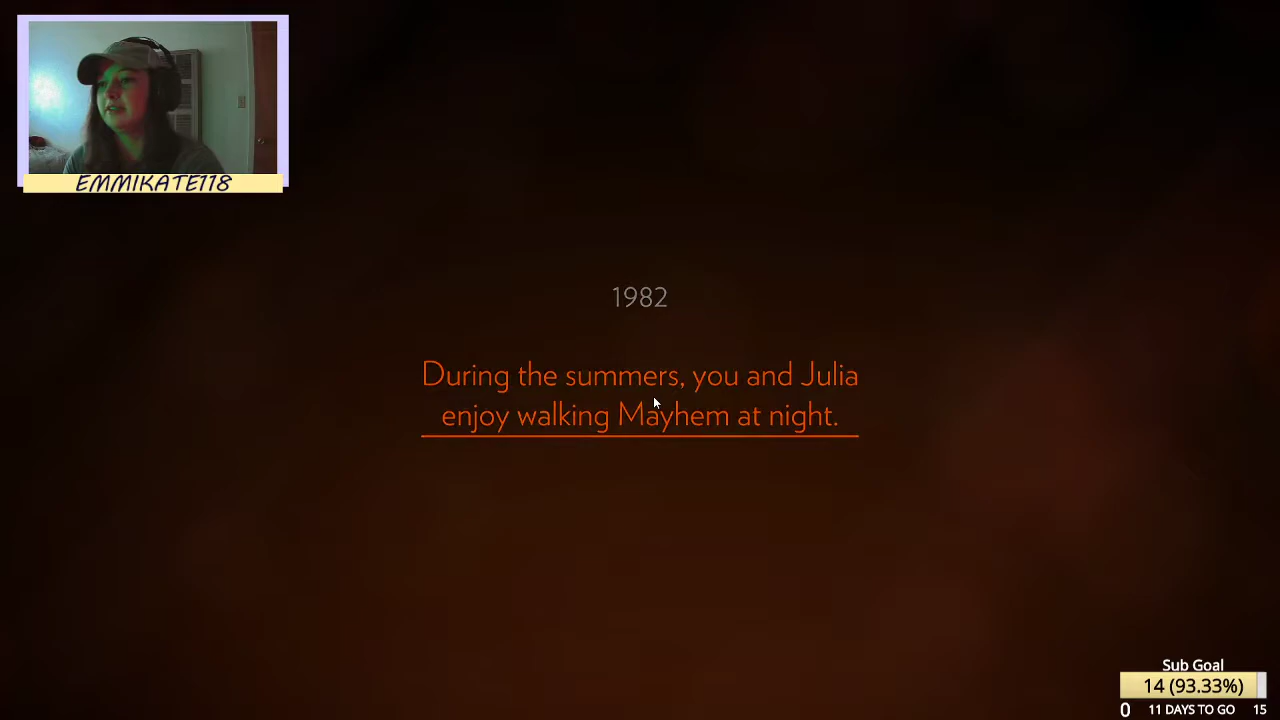 EMMIKATE118
1982
During the summers, you and Julia
enjoy walking Mayhem at night.
Sub Goal
14 (93.33%)
0 11 DAYS TO GO 15